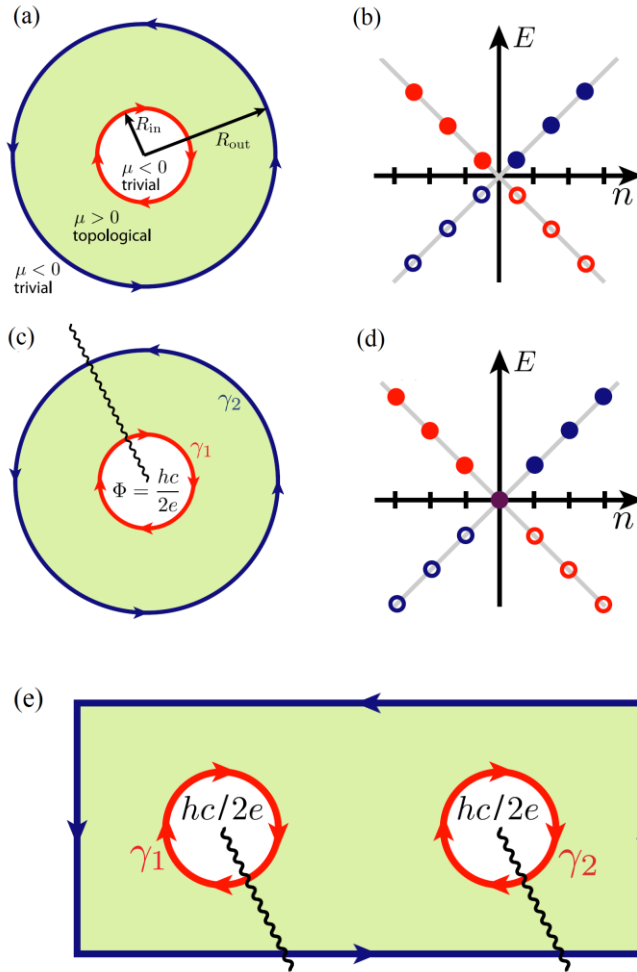 (a)
R_in
R_out
μ < 0
trivial
μ > 0
topological
μ < 0
trivial
(b)
E
n
(c)
γ_2
γ_1
Φ = hc/2e
(d)
E
n
(e)
hc/2e
hc/2e
γ_1
γ_2